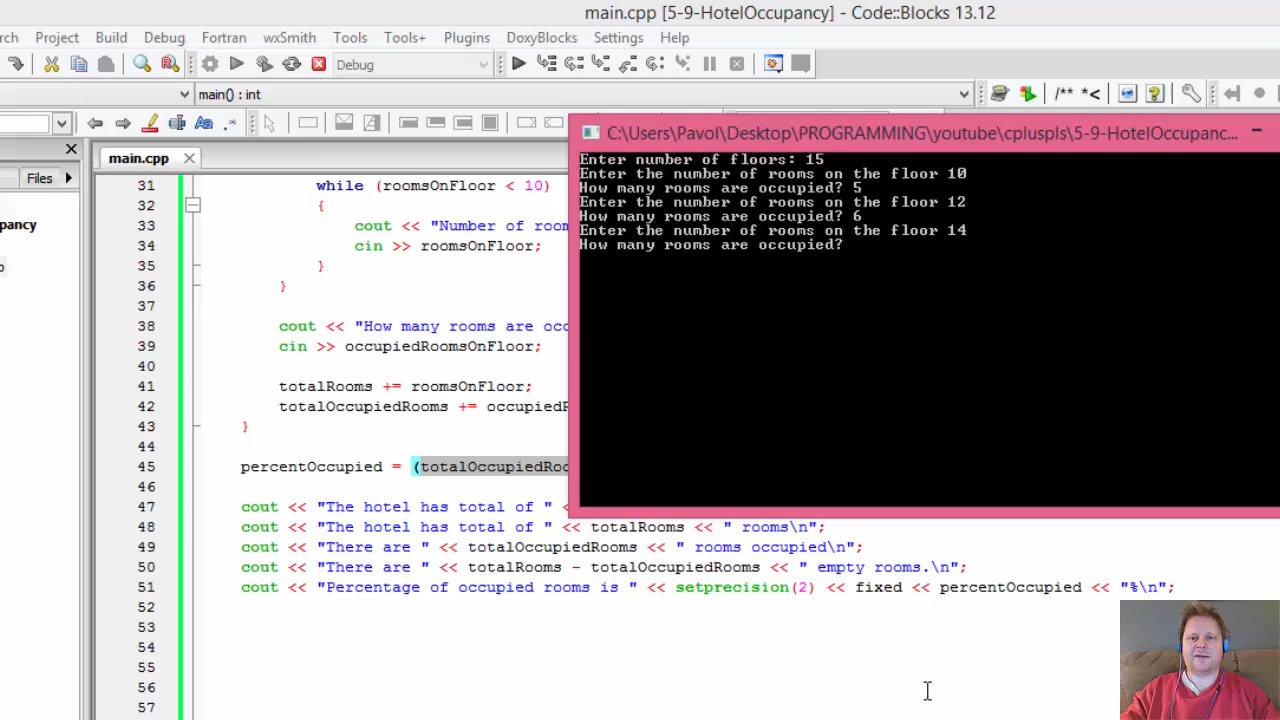 main.cpp [5-9-HotelOccupancy] - Code::Blocks 13.12
rch Project Build Debug Fortran wxSmith Tools Tools+ Plugins DoxyBlocks Settings Help
Debug
main() : int
/** *<
Aa .*
C:\Users\Pavol\Desktop\PROGRAMMING\youtube\cpluspls\5-9-HotelOccupanc...
main.cpp
Files
pancy
Enter number of floors: 15
Enter the number of rooms on the floor 10
How many rooms are occupied? 5
Enter the number of rooms on the floor 12
How many rooms are occupied? 6
Enter the number of rooms on the floor 14
How many rooms are occupied?
31 while (roomsOnFloor < 10)
32 {
33 cout << "Number of room
34 cin >> roomsOnFloor;
35 }
36 }
37
38 cout << "How many rooms are occ
39 cin >> occupiedRoomsOnFloor;
40
41 totalRooms += roomsOnFloor;
42 totalOccupiedRooms += occupiedR
43 }
44
45 percentOccupied = (totalOccupiedRoo
46
47 cout << "The hotel has total of " <
48 cout << "The hotel has total of " << totalRooms << " rooms\n";
49 cout << "There are " << totalOccupiedRooms << " rooms occupied\n";
50 cout << "There are " << totalRooms - totalOccupiedRooms << " empty rooms.\n";
51 cout << "Percentage of occupied rooms is " << setprecision(2) << fixed << percentOccupied << "%\n";
52
53
54
55
56
57